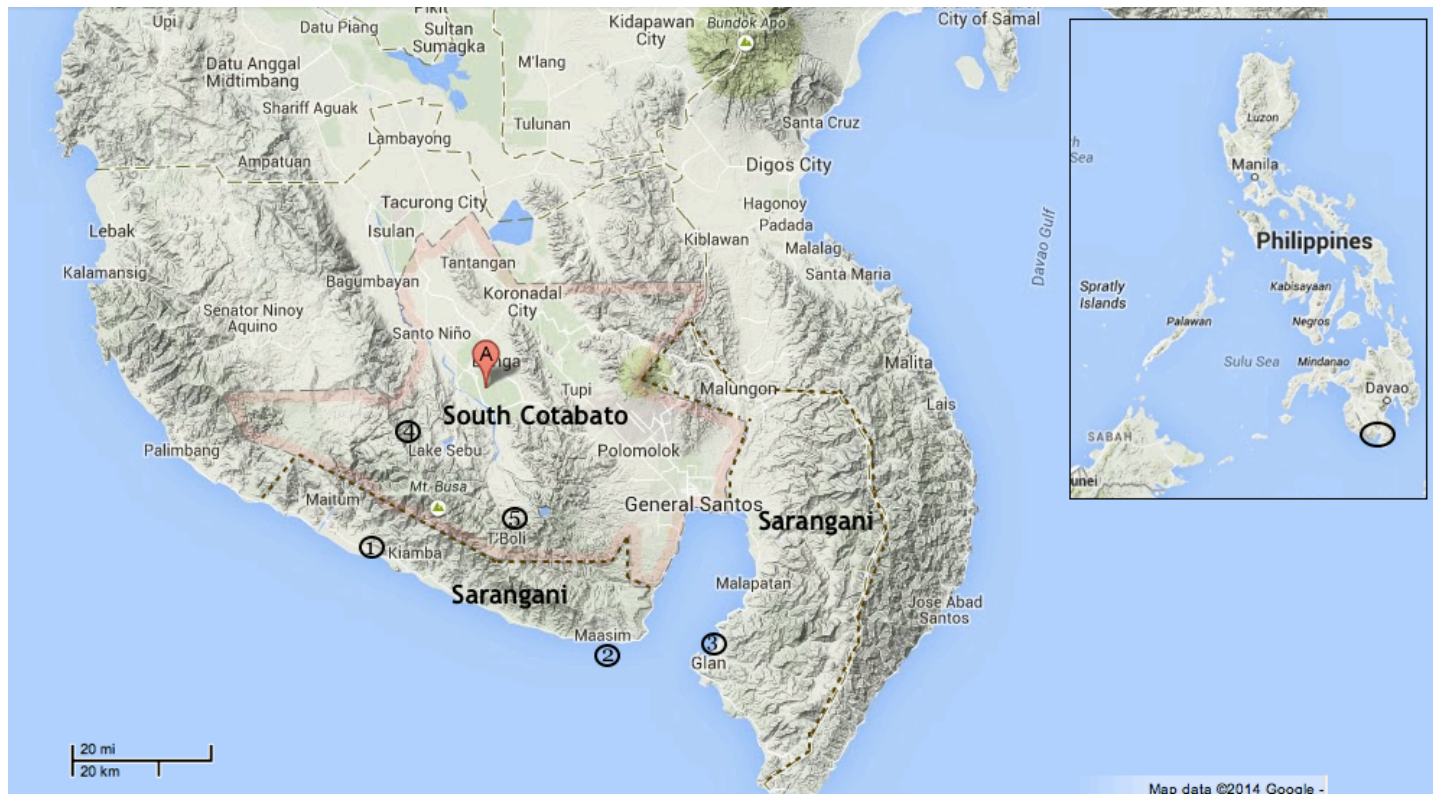 Pikit
City of Samal
Upi
Datu Piang
Sultan
Sumagka
Kidapawan
City
Bundok Apo
Datu Anggal
Midtimbang
M'lang
Shariff Aguak
Tulunan
Santa Cruz
Lambayong
Ampatuan
Digos City
Tacurong City
Hagonoy
Isulan
Padada
Lebak
Kiblawan
Malalag
Davao Gulf
Kalamansig
Tantangan
Santa Maria
Bagumbayan
Koronadal
City
Senator Ninoy
Aquino
Santo Niño
A
Malita
Tupi
Malungon
Lais
South Cotabato
④
Palimbang
Lake Sebu
Polomolok
Mt. Busa
Maitum
General Santos
⑤
Sarangani
T'Boli
①
Kiamba
Malapatan
Sarangani
Jose Abad
Santos
Maasim
②
③
Glan
20 mi
20 km
Map data ©2014 Google -
Luzon
Sea
Manila
Philippines
Spratly
Islands
Kabisayaan
Palawan
Negros
Sulu Sea
Mindanao
Davao
SABAH
unei